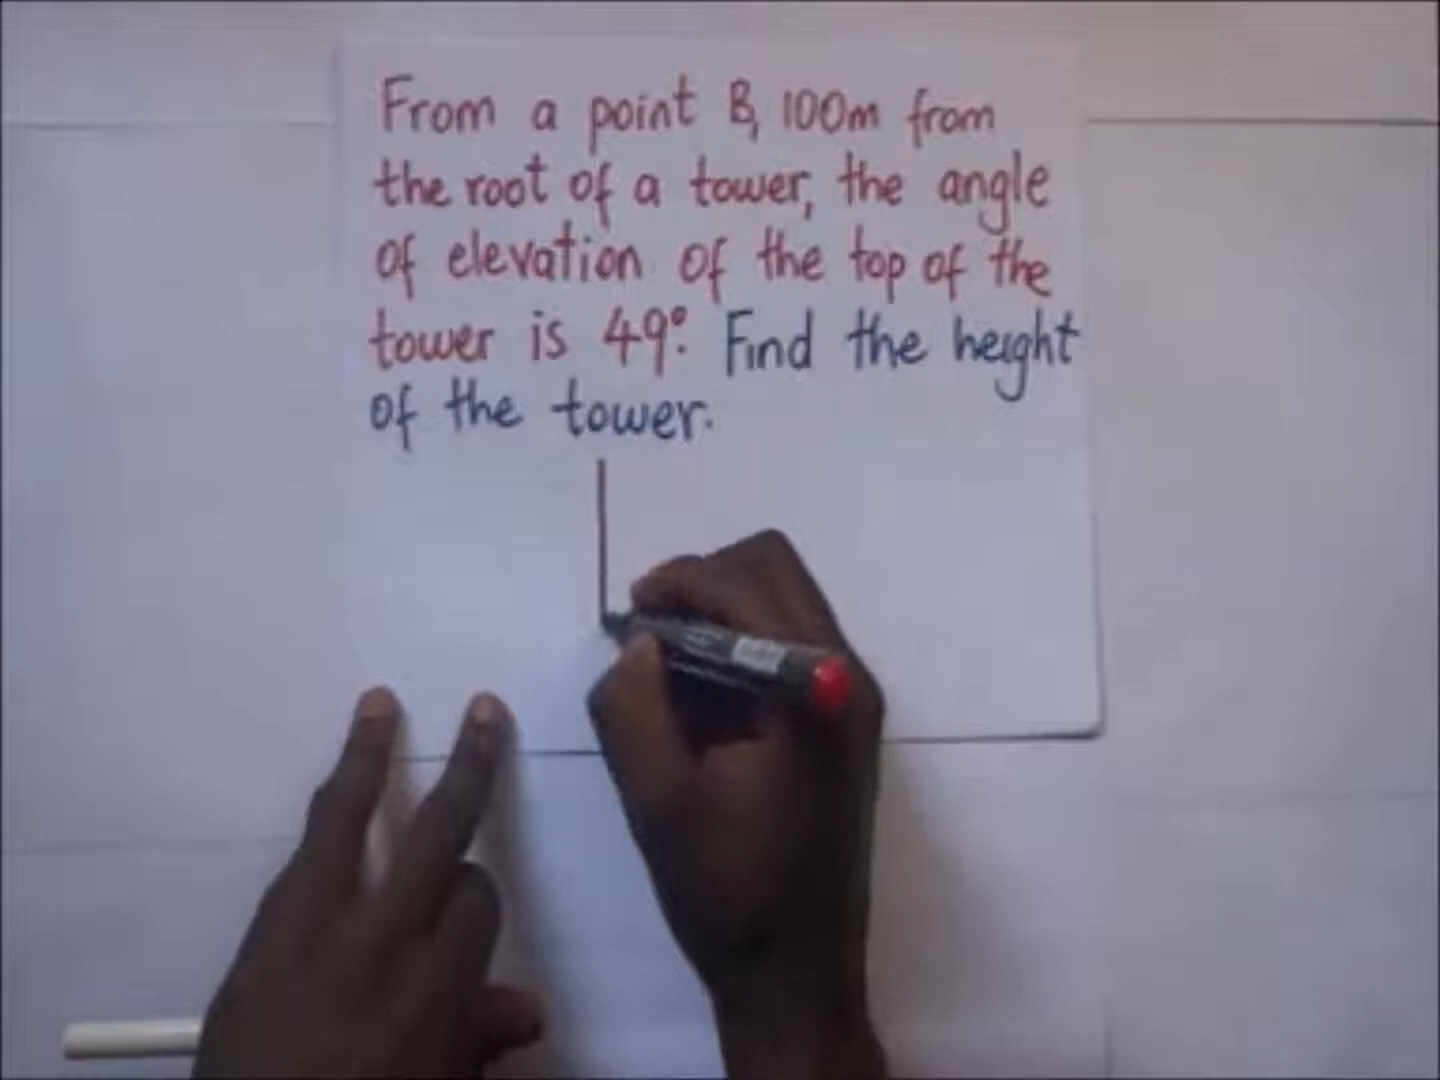 From a point B, 100m from
the root of a tower, the angle
of elevation of the top of the
tower is 49°. Find the height
of the tower.